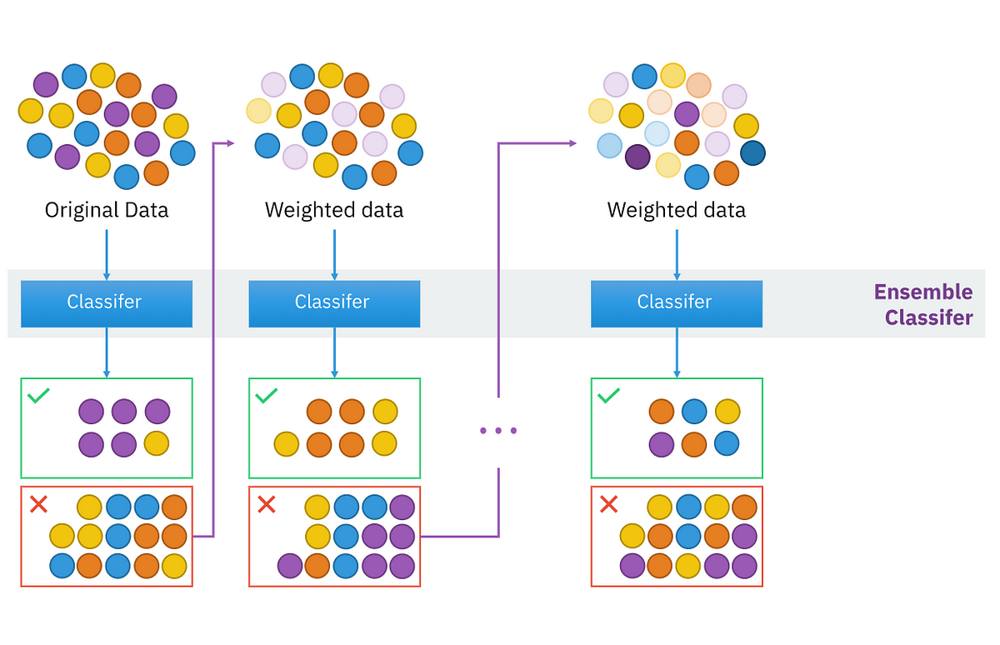 Original Data
Weighted data
Weighted data
Classifer
Classifer
Classifer
Ensemble
Classifer